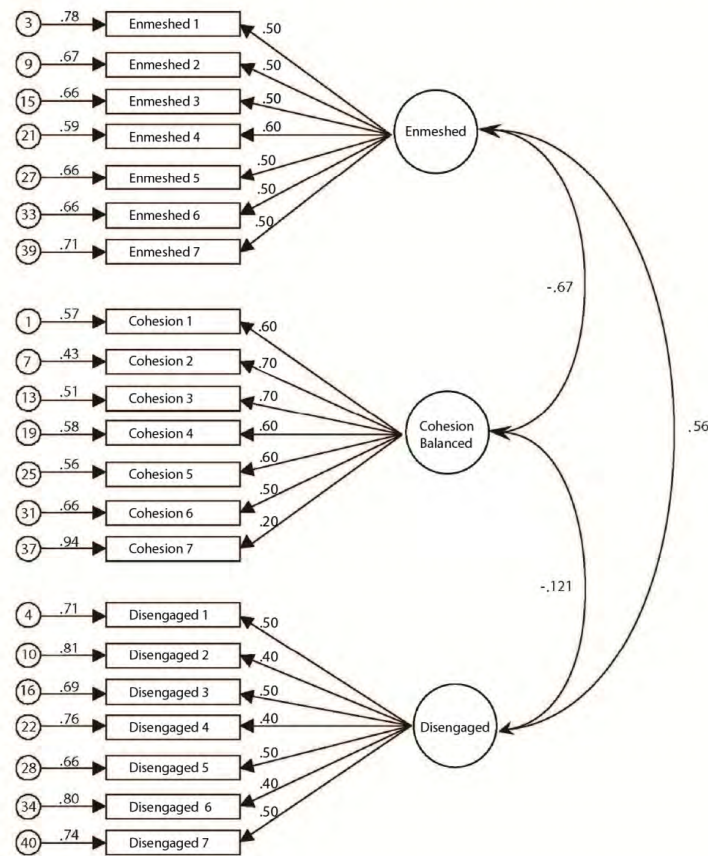 3 .78 Enmeshed 1 .50
9 .67 Enmeshed 2 .50
15 .66 Enmeshed 3 .50
21 .59 Enmeshed 4 .60
27 .66 Enmeshed 5 .50
33 .66 Enmeshed 6 .50
39 .71 Enmeshed 7 .50
Enmeshed
-.67
1 .57 Cohesion 1 .60
7 .43 Cohesion 2 .70
13 .51 Cohesion 3 .70
19 .58 Cohesion 4 .60
25 .56 Cohesion 5 .60
31 .66 Cohesion 6 .50
37 .94 Cohesion 7 .20
Cohesion
Balanced
.56
-.121
4 .71 Disengaged 1 .50
10 .81 Disengaged 2 .40
16 .69 Disengaged 3 .50
22 .76 Disengaged 4 .40
28 .66 Disengaged 5 .50
34 .80 Disengaged 6 .40
40 .74 Disengaged 7 .50
Disengaged